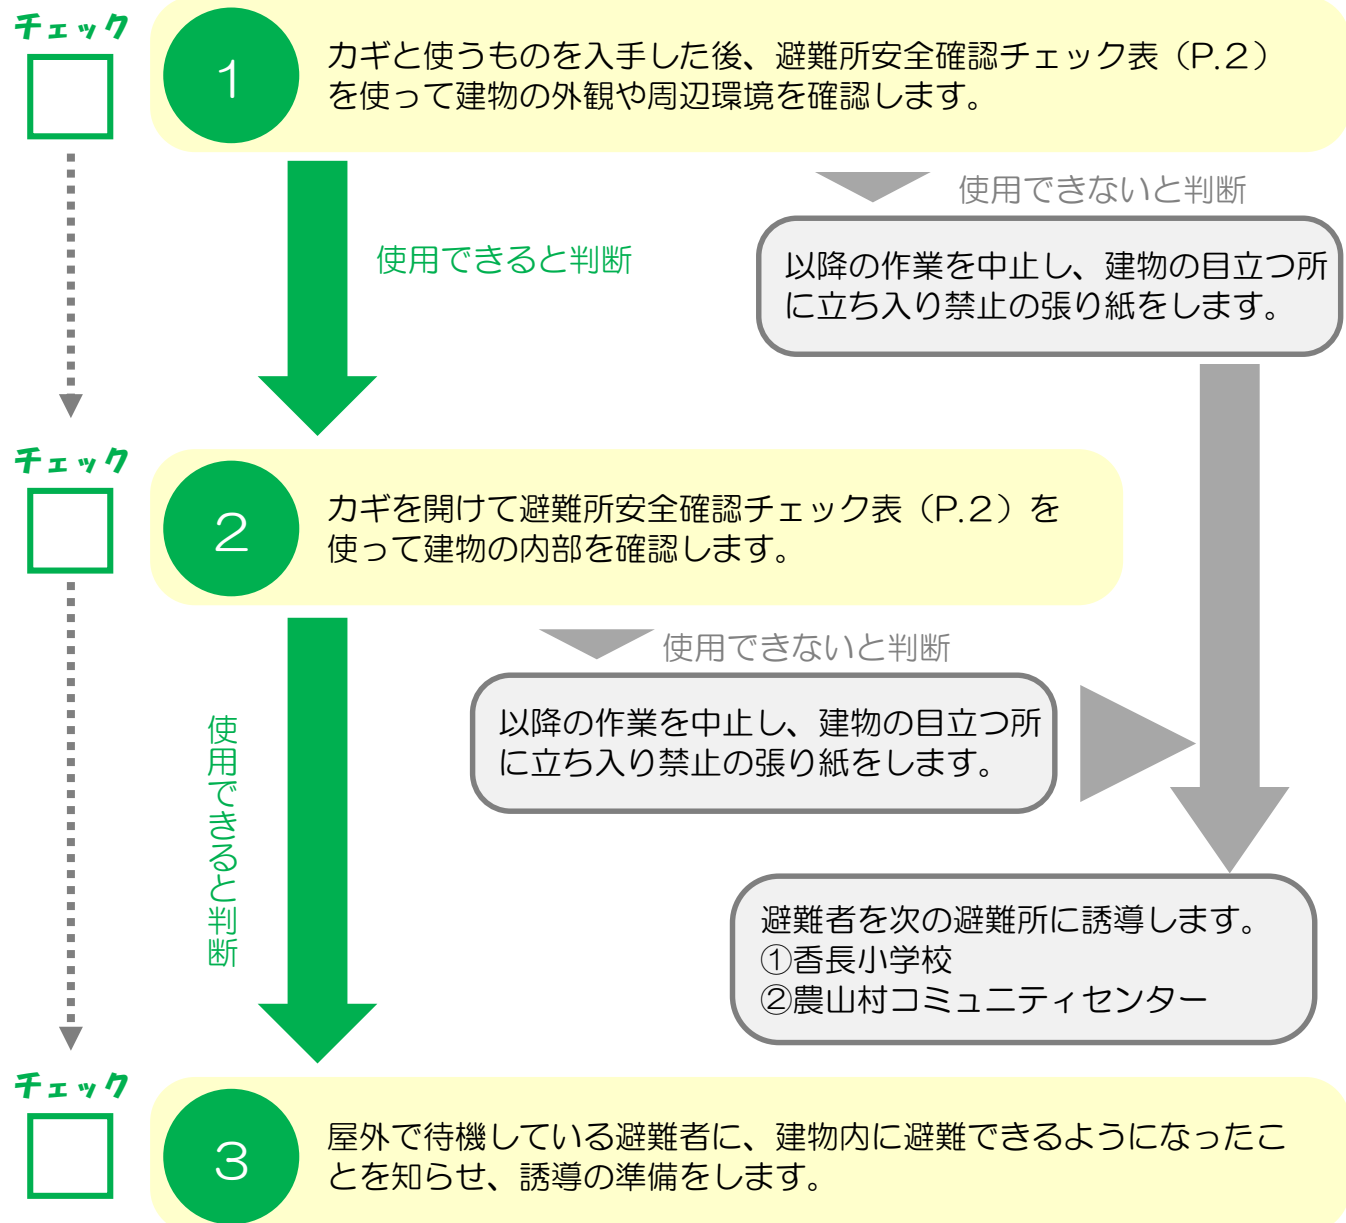 チェック
1
カギと使うものを入手した後、避難所安全確認チェック表（P.2）
を使って建物の外観や周辺環境を確認します。
使用できないと判断
使用できると判断
以降の作業を中止し、建物の目立つ所
に立ち入り禁止の張り紙をします。
チェック
2
カギを開けて避難所安全確認チェック表（P.2）を
使って建物の内部を確認します。
使用できないと判断
使用できると判断
以降の作業を中止し、建物の目立つ所
に立ち入り禁止の張り紙をします。
避難者を次の避難所に誘導します。
①香長小学校
②農山村コミュニティセンター
チェック
3
屋外で待機している避難者に、建物内に避難できるようになったこ
とを知らせ、誘導の準備をします。